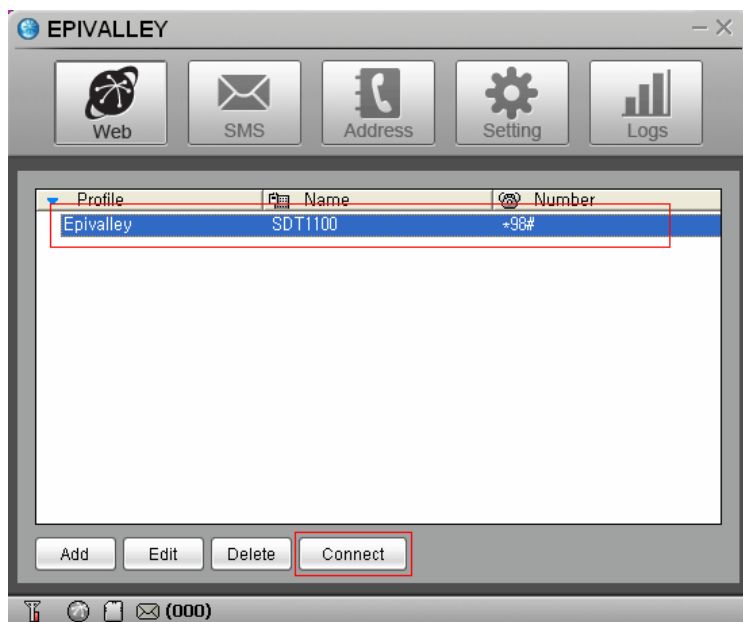 EPIVALLEY
Web SMS Address Setting Logs
Profile Name Number
Epivalley SDT1100 *98#
Add Edit Delete Connect
(000)